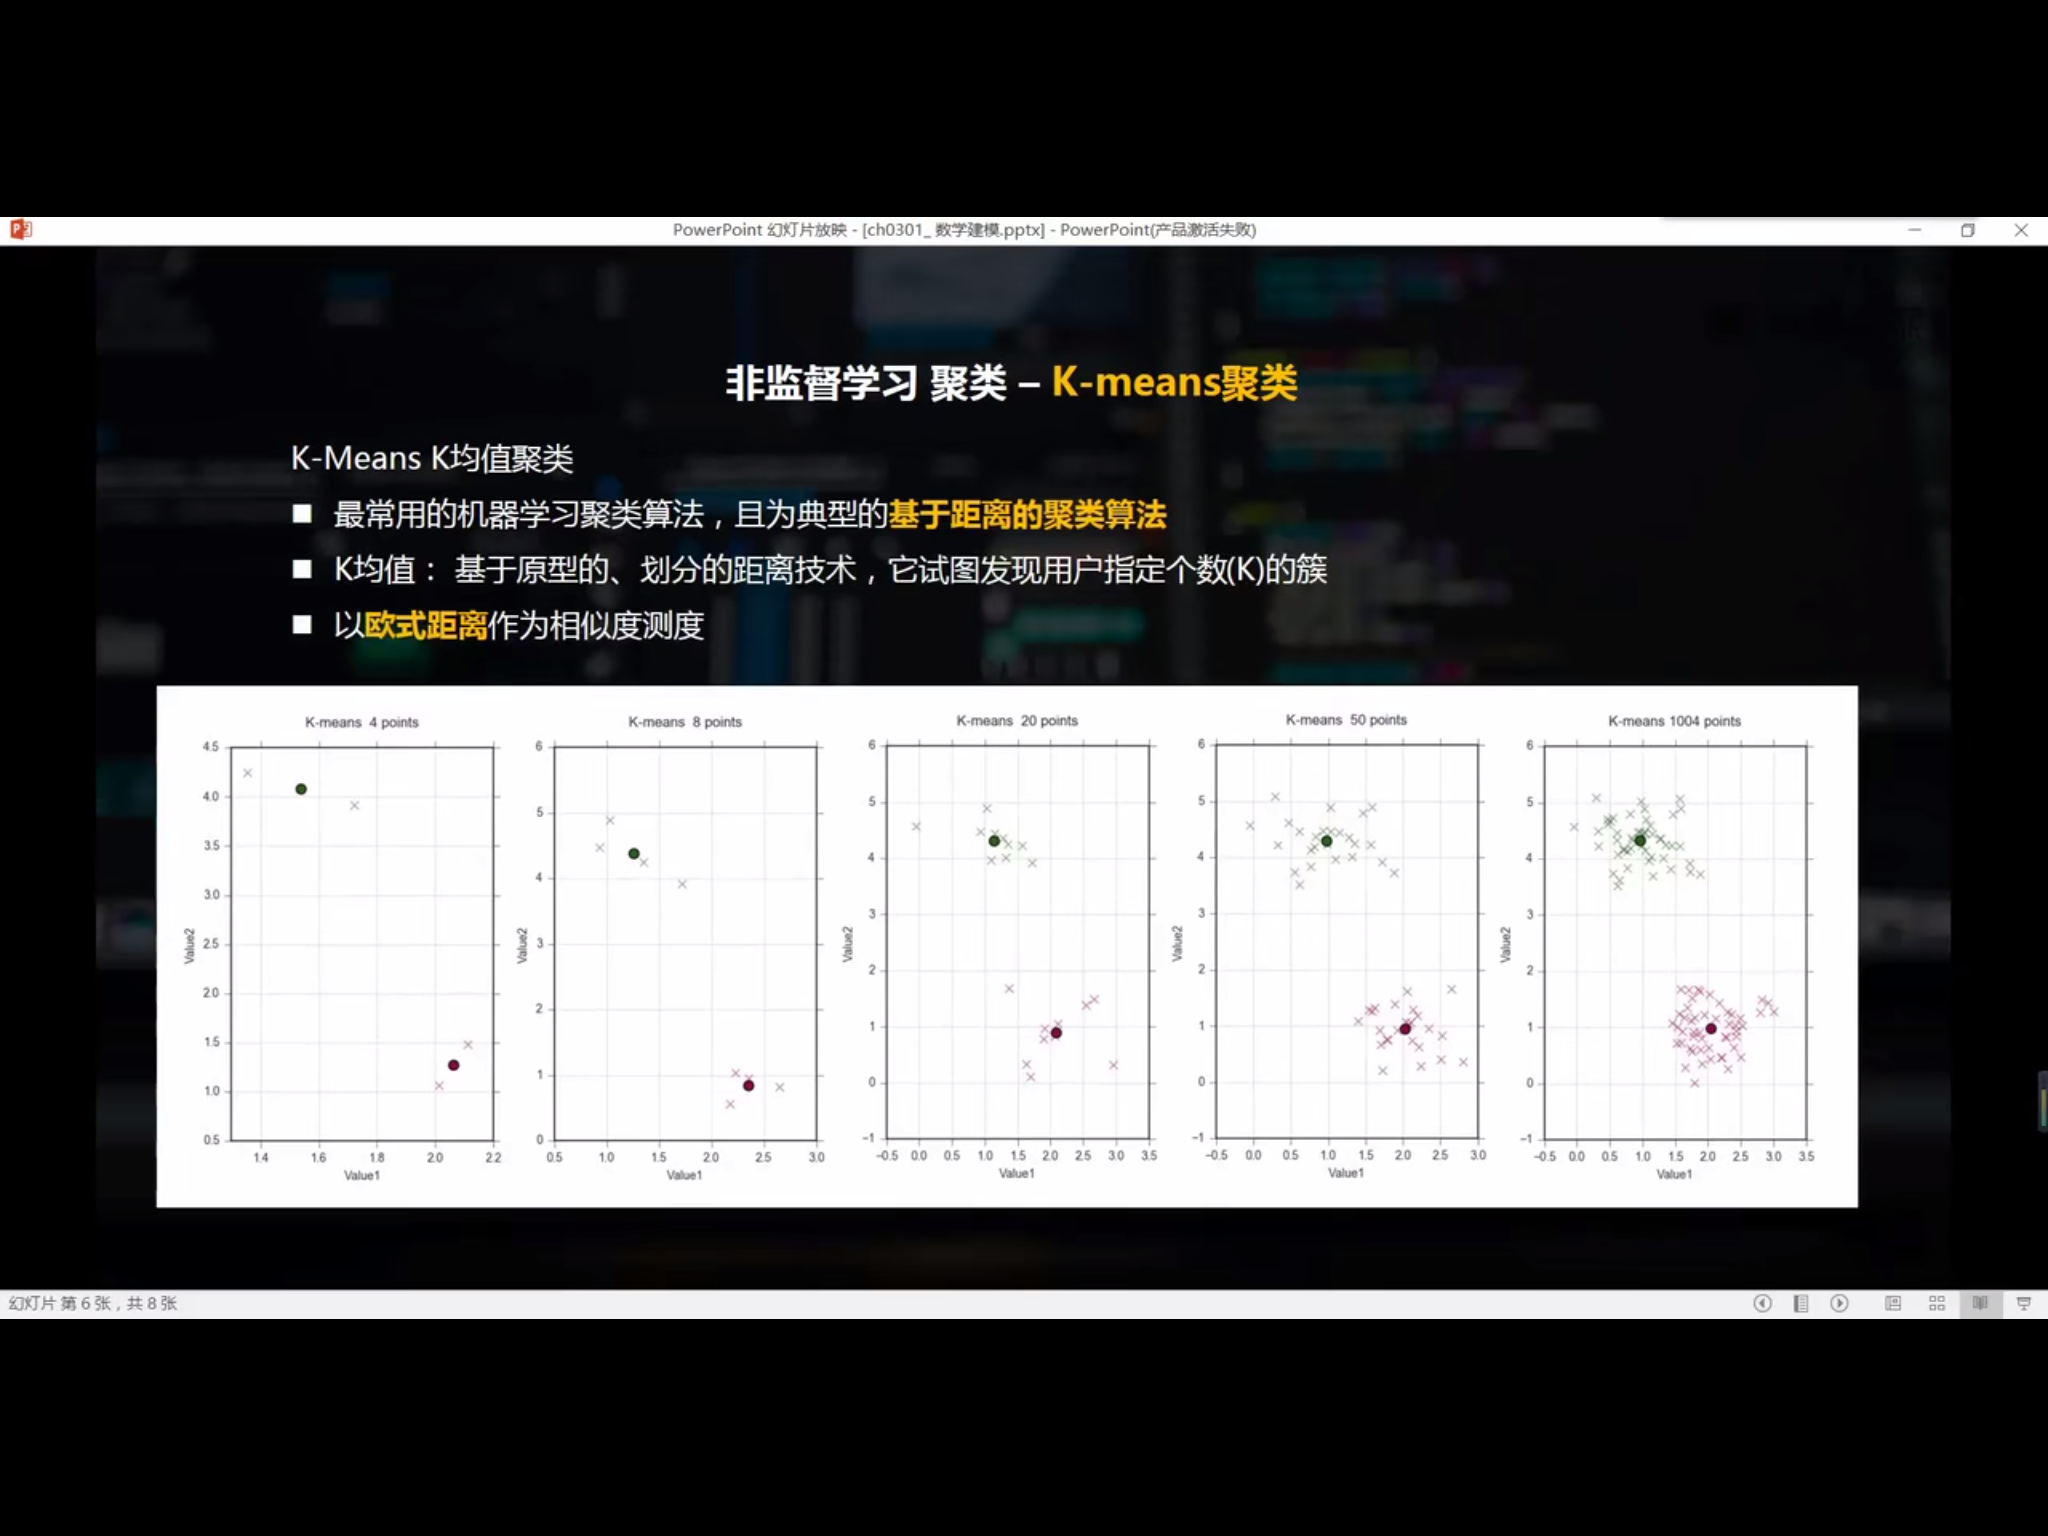 PowerPoint 幻灯片放映 - [ch0301_ 数学建模.pptx] - PowerPoint(产品激活失败)
非监督学习 聚类 – K-means聚类
K-Means K均值聚类
最常用的机器学习聚类算法，且为典型的基于距离的聚类算法
K均值： 基于原型的、划分的距离技术，它试图发现用户指定个数(K)的簇
以欧式距离作为相似度测度
K-means 4 points
4.5
4.0
3.5
3.0
2.5
2.0
1.5
1.0
0.5
Value2
1.4 1.6 1.8 2.0 2.2
Value1
K-means 8 points
6
5
4
3
2
1
0
Value2
0.5 1.0 1.5 2.0 2.5 3.0
Value1
K-means 20 points
6
5
4
3
2
1
0
−1
Value2
−0.5 0.0 0.5 1.0 1.5 2.0 2.5 3.0 3.5
Value1
K-means 50 points
6
5
4
3
2
1
0
−1
Value2
−0.5 0.0 0.5 1.0 1.5 2.0 2.5 3.0
Value1
K-means 1004 points
6
5
4
3
2
1
0
−1
Value2
−0.5 0.0 0.5 1.0 1.5 2.0 2.5 3.0 3.5
Value1
幻灯片 第 6 张，共 8 张